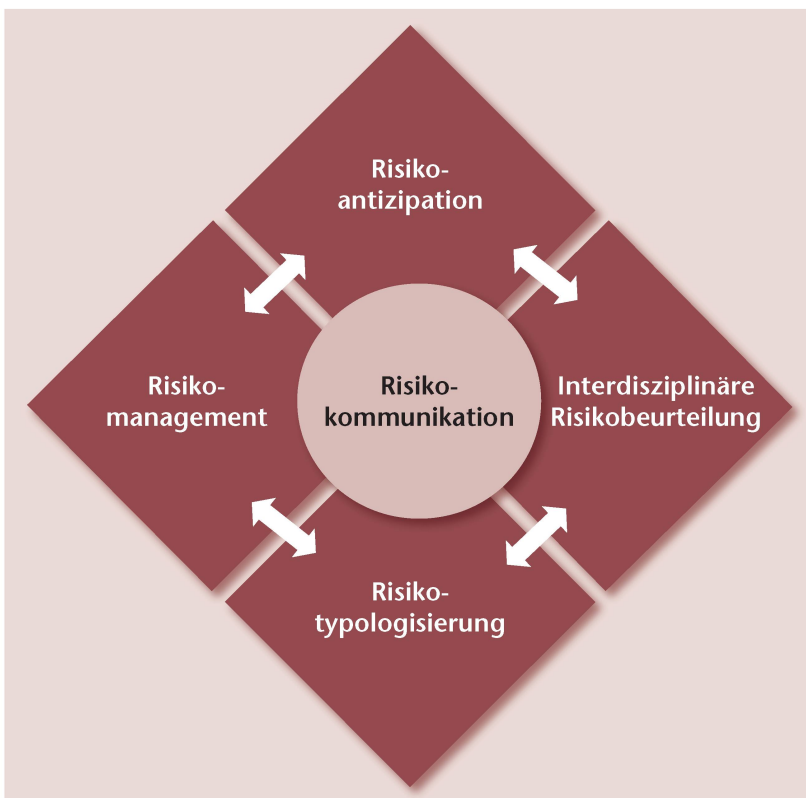 Risiko-
antizipation
Risiko-
management
Risiko-
kommunikation
Interdisziplinäre
Risikobeurteilung
Risiko-
typologisierung